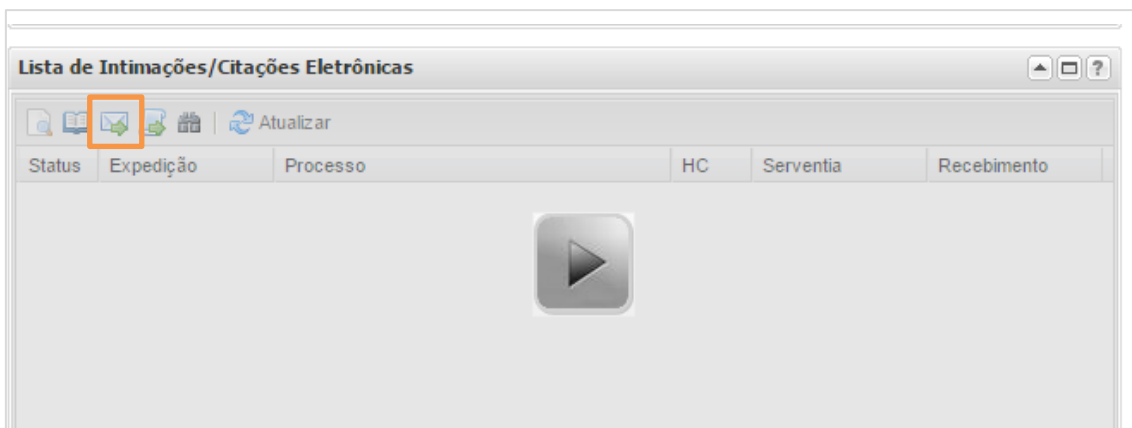 Lista de Intimações/Citações Eletrônicas ?
Atualizar
Status Expedição Processo HC Serventia Recebimento